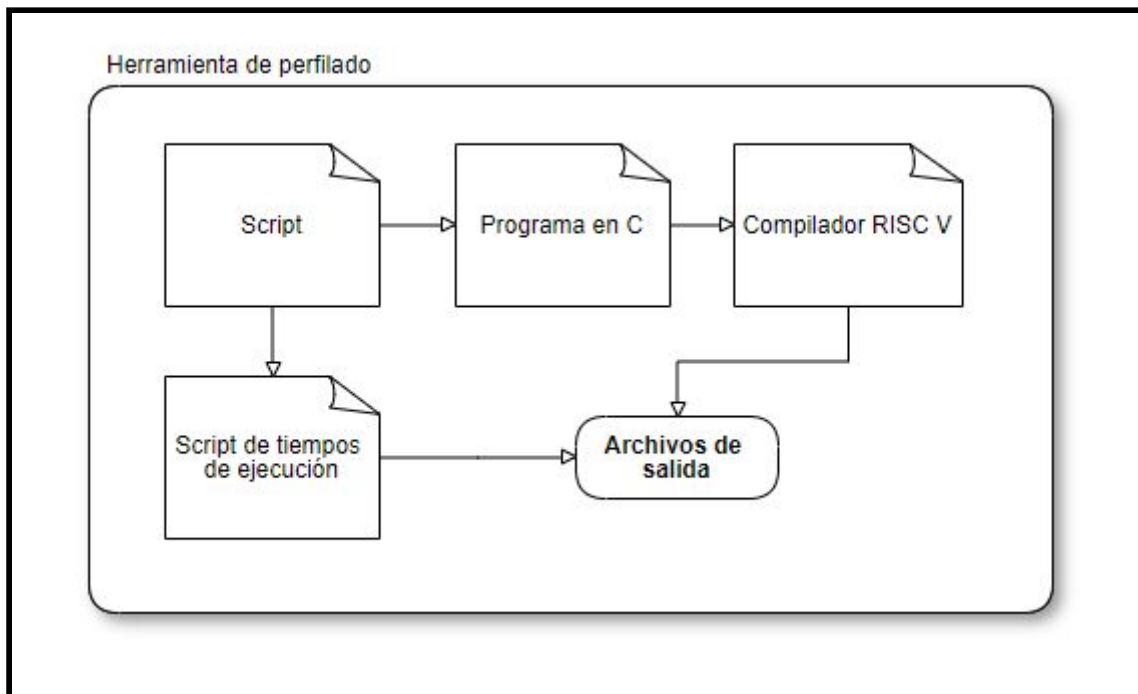 Herramienta de perfilado
Script
Programa en C
Compilador RISC V
Script de tiempos
de ejecución
Archivos de
salida